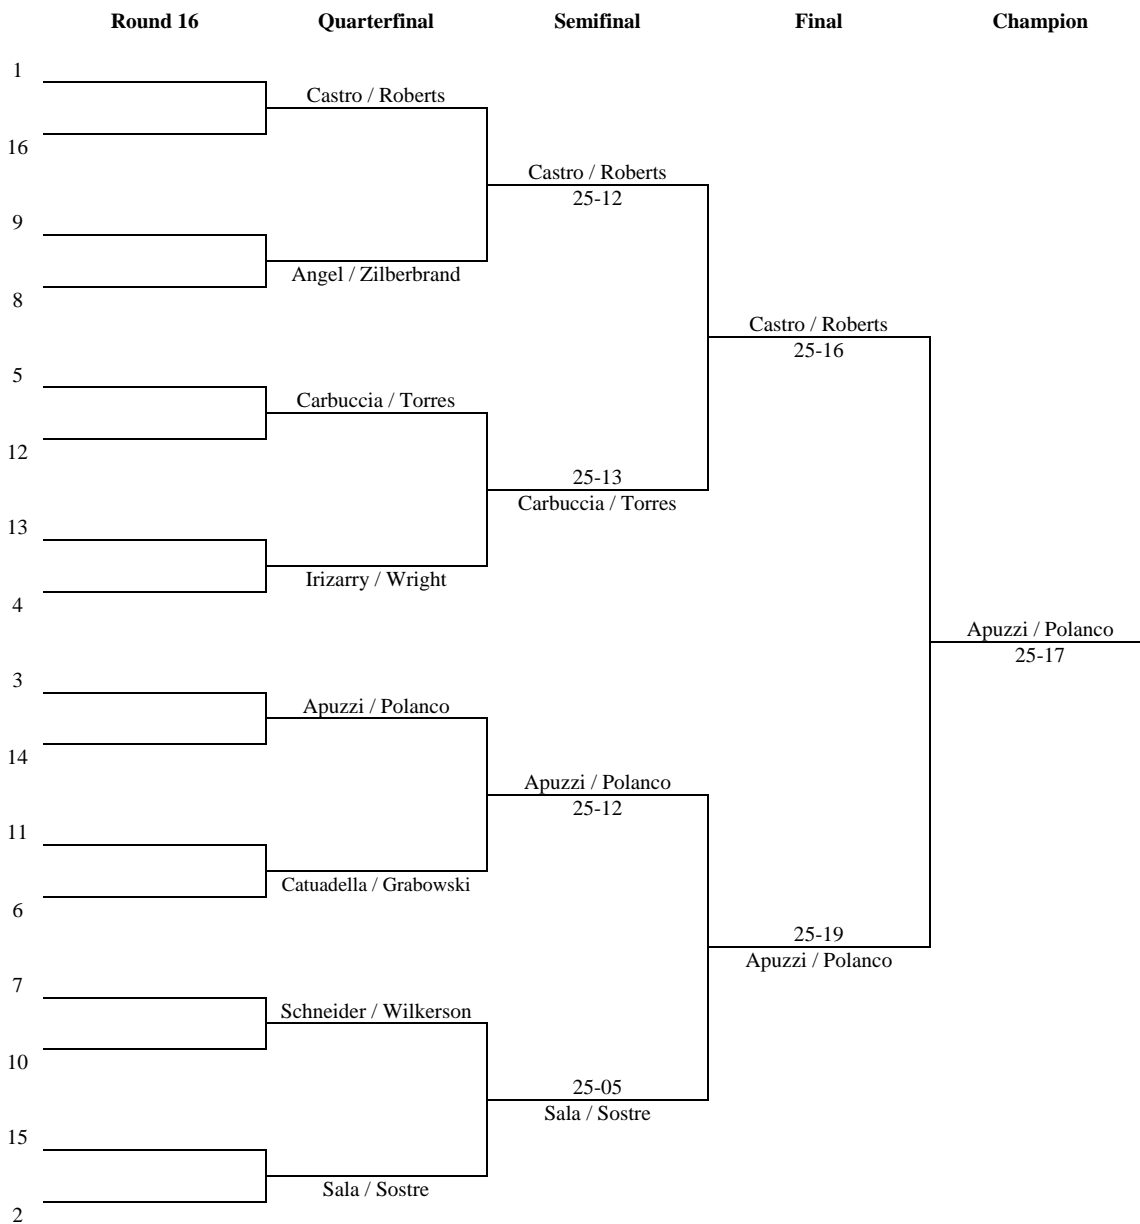 Round 16 Quarterfinal Semifinal Final Champion
1
Castro / Roberts
16
Castro / Roberts
25-12
9
Angel / Zilberbrand
8
Castro / Roberts
25-16
5
Carbuccia / Torres
12
25-13
Carbuccia / Torres
13
Irizarry / Wright
4
Apuzzi / Polanco
25-17
3
Apuzzi / Polanco
14
Apuzzi / Polanco
25-12
11
Catuadella / Grabowski
6
25-19
Apuzzi / Polanco
7
Schneider / Wilkerson
10
25-05
Sala / Sostre
15
Sala / Sostre
2